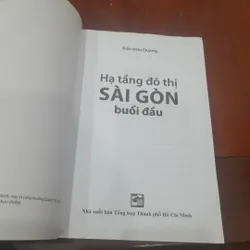 Trần Hữu Quang
Hạ tầng đô thị
SÀI GÒN
buổi đầu
Nhà xuất bản Tổng hợp Thành phố Hồ Chí Minh